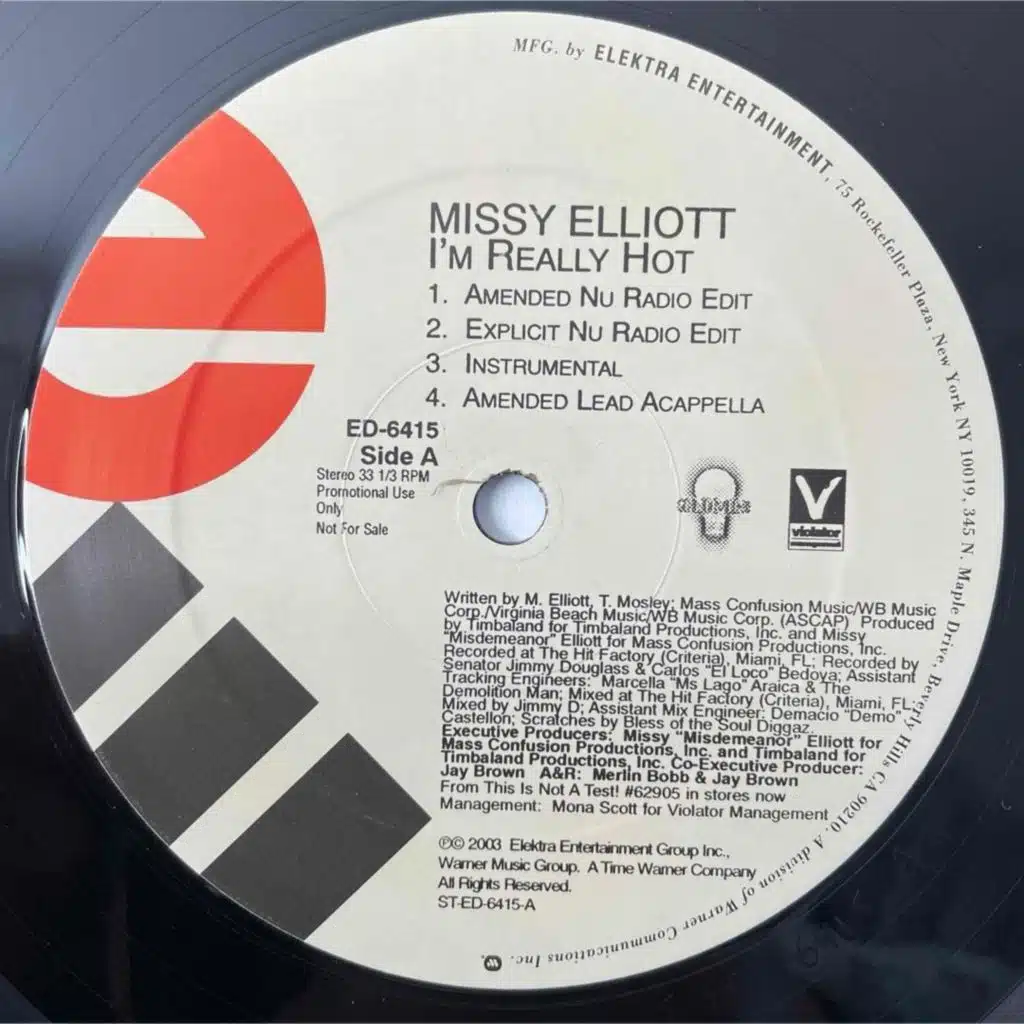 MFG. by ELEKTRA ENTERTAINMENT, 75 Rockefeller Plaza, New York NY 10019, 345 N. Maple Drive, Beverly Hills CA 90210. A division of Warner Communications Inc.
MISSY ELLIOTT
I'M REALLY HOT
1. AMENDED NU RADIO EDIT
2. EXPLICIT NU RADIO EDIT
3. INSTRUMENTAL
4. AMENDED LEAD ACAPPELLA
ED-6415
Side A
Stereo 33 1/3 RPM
Promotional Use
Only
Not For Sale
V
violator
Written by M. Elliott, T. Mosley; Mass Confusion Music/WB Music
Corp./Virginia Beach Music/WB Music Corp. (ASCAP) Produced
by Timbaland for Timbaland Productions, Inc. and Missy
"Misdemeanor" Elliott for Mass Confusion Productions, Inc.
Recorded at The Hit Factory (Criteria), Miami, FL; Recorded by
Senator Jimmy Douglass & Carlos "El Loco" Bedoya; Assistant
Tracking Engineers: Marcella "Ms Lago" Araica & The
Demolition Man; Mixed at The Hit Factory (Criteria), Miami, FL;
Mixed by Jimmy D; Assistant Mix Engineer: Demacio "Demo"
Castellon; Scratches by Bless of the Soul Diggaz.
Executive Producers: Missy "Misdemeanor" Elliott for
Mass Confusion Productions, Inc. and Timbaland for
Timbaland Productions, Inc. Co-Executive Producer:
Jay Brown A&R: Merlin Bobb & Jay Brown
From This Is Not A Test! #62905 in stores now
Management: Mona Scott for Violator Management
℗© 2003 Elektra Entertainment Group Inc.,
Warner Music Group. A Time Warner Company
All Rights Reserved.
ST-ED-6415-A